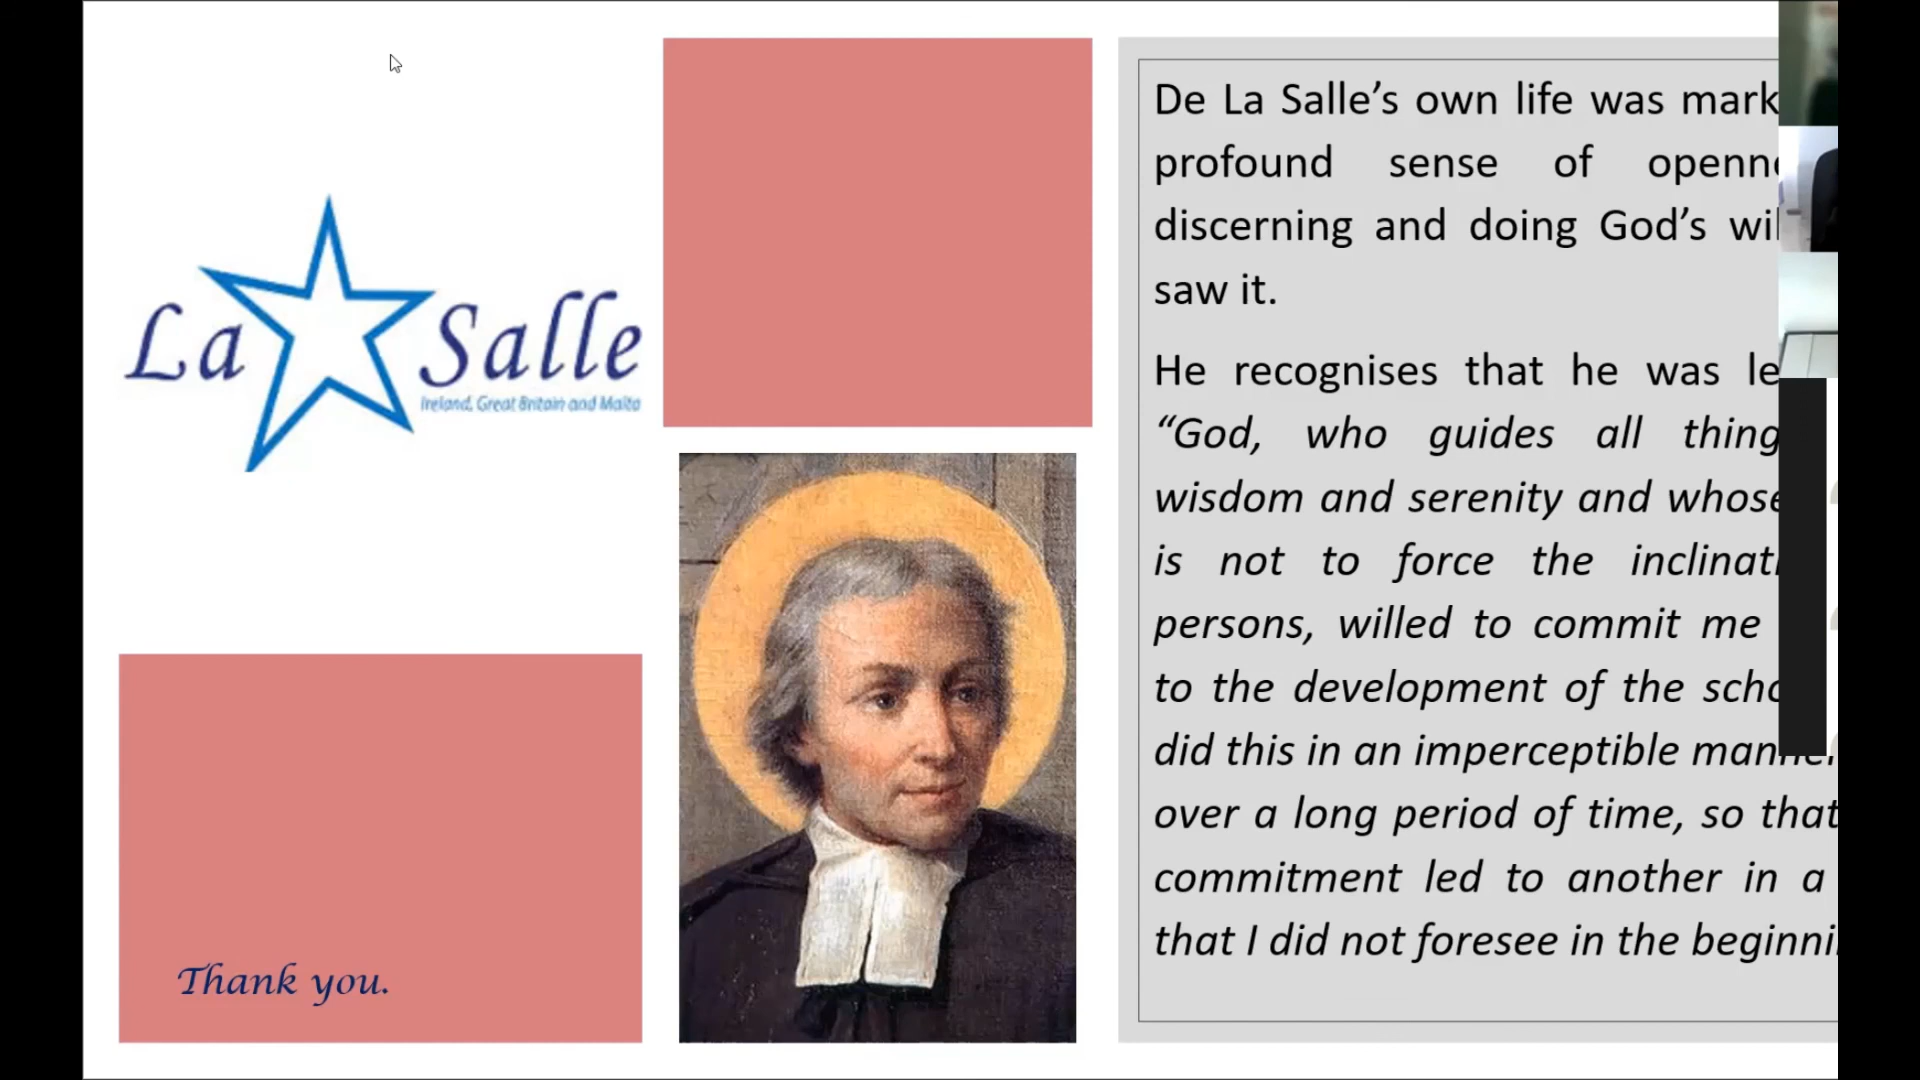 La Salle
Ireland, Great Britain and Malta
Thank you.
De La Salle’s own life was mark
profound sense of openn
discerning and doing God’s wil
saw it.
He recognises that he was le
“God, who guides all thing
wisdom and serenity and whose
is not to force the inclinat
persons, willed to commit me
to the development of the scho
did this in an imperceptible manner
over a long period of time, so that
commitment led to another in a
that I did not foresee in the beginni